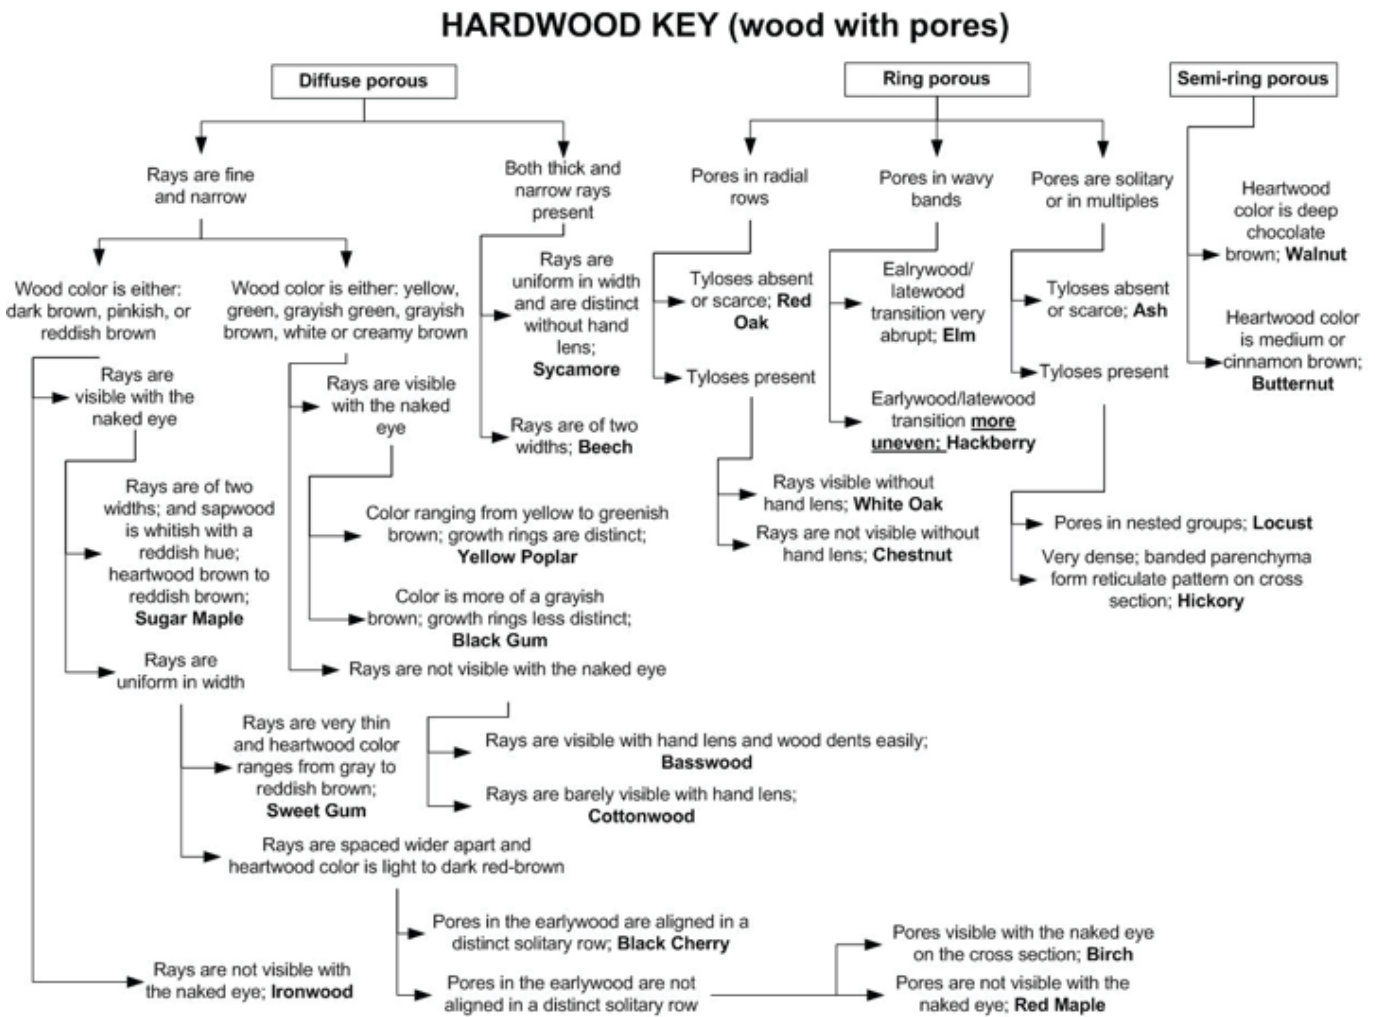 HARDWOOD KEY (wood with pores)
Diffuse porous
Ring porous
Semi-ring porous
Rays are fine
and narrow
Both thick and
narrow rays
present
Pores in radial
rows
Pores in wavy
bands
Pores are solitary
or in multiples
Heartwood
color is deep
chocolate
brown; Walnut
Heartwood color
is medium or
cinnamon brown;
Butternut
Wood color is either:
dark brown, pinkish, or
reddish brown
Wood color is either: yellow,
green, grayish green, grayish
brown, white or creamy brown
Rays are
uniform in width
and are distinct
without hand
lens;
Sycamore
Rays are of two
widths; Beech
Tyloses absent
or scarce; Red
Oak
Tyloses present
Ealrywood/
latewood
transition very
abrupt; Elm
Earlywood/latewood
transition more
uneven; Hackberry
Tyloses absent
or scarce; Ash
Tyloses present
Rays are
visible with the
naked eye
Rays are visible
with the naked
eye
Rays visible without
hand lens; White Oak
Rays are not visible without
hand lens; Chestnut
Pores in nested groups; Locust
Very dense; banded parenchyma
form reticulate pattern on cross
section; Hickory
Rays are of two
widths; and sapwood
is whitish with a
reddish hue;
heartwood brown to
reddish brown;
Sugar Maple
Color ranging from yellow to greenish
brown; growth rings are distinct;
Yellow Poplar
Color is more of a grayish
brown; growth rings less distinct;
Black Gum
Rays are
uniform in width
Rays are not visible with the naked eye
Rays are very thin
and heartwood color
ranges from gray to
reddish brown;
Sweet Gum
Rays are visible with hand lens and wood dents easily;
Basswood
Rays are barely visible with hand lens;
Cottonwood
Rays are spaced wider apart and
heartwood color is light to dark red-brown
Pores in the earlywood are aligned in a
distinct solitary row; Black Cherry
Pores in the earlywood are not
aligned in a distinct solitary row
Pores visible with the naked eye
on the cross section; Birch
Pores are not visible with the
naked eye; Red Maple
Rays are not visible with
the naked eye; Ironwood